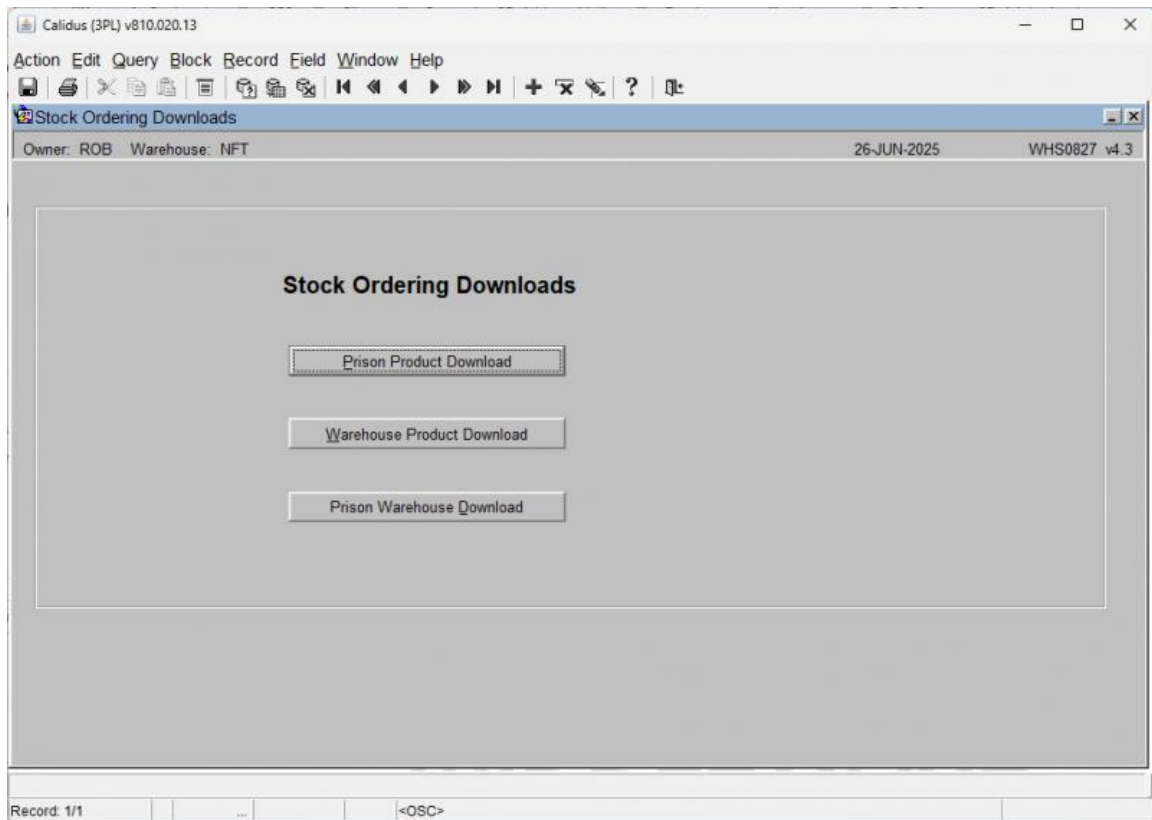 Calidus (3PL) v810.020.13
Action Edit Query Block Record Field Window Help
Stock Ordering Downloads
Owner: ROB Warehouse: NFT 26-JUN-2025 WHS0827 v4.3
Stock Ordering Downloads
Prison Product Download
Warehouse Product Download
Prison Warehouse Download
Record: 1/1 ... <OSC>